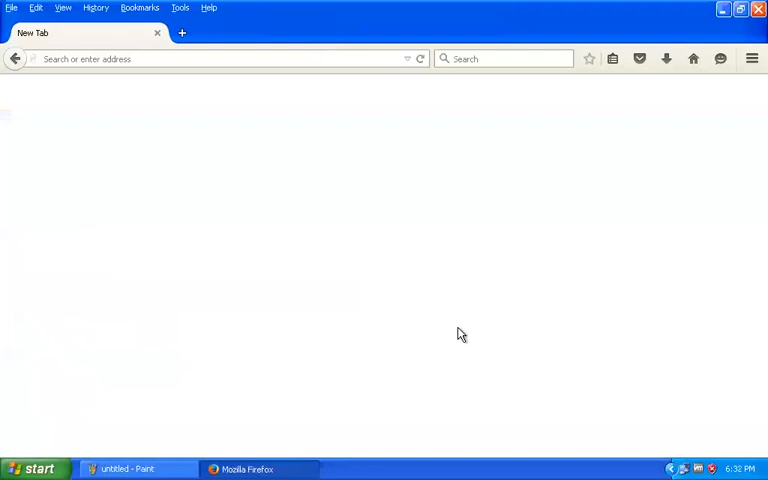 File Edit View History Bookmarks Tools Help
New Tab
Search or enter address Search
start untitled - Paint Mozilla Firefox 6:32 PM